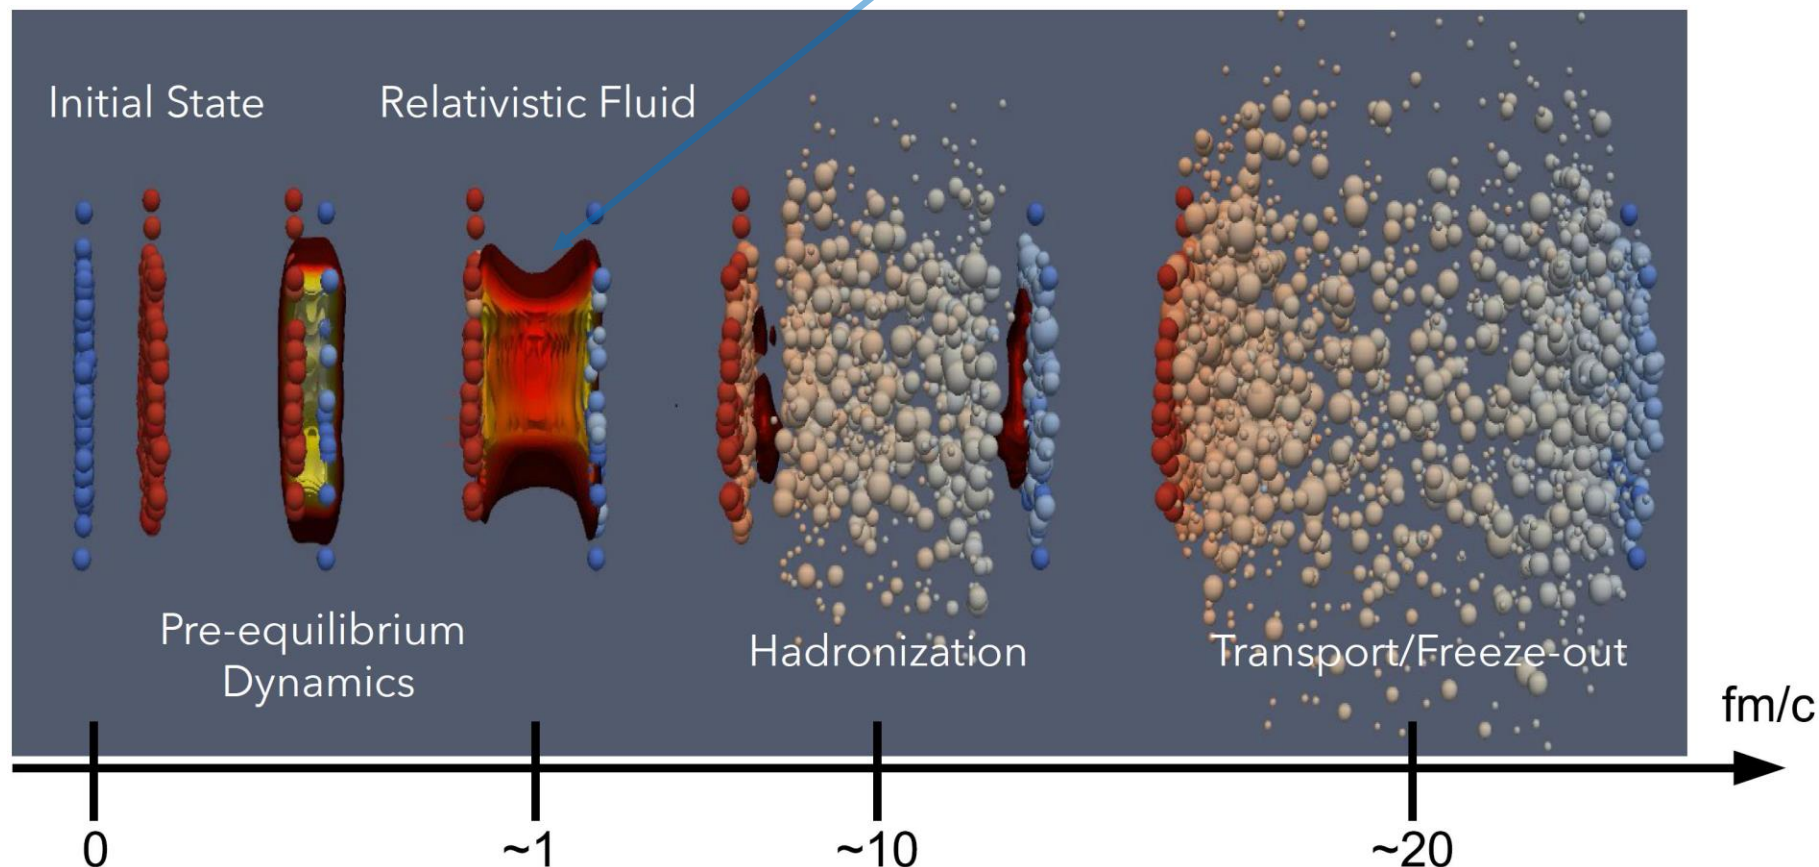 Initial State
Relativistic Fluid
Pre-equilibrium
Dynamics
Hadronization
Transport/Freeze-out
fm/c
0
~1
~10
~20